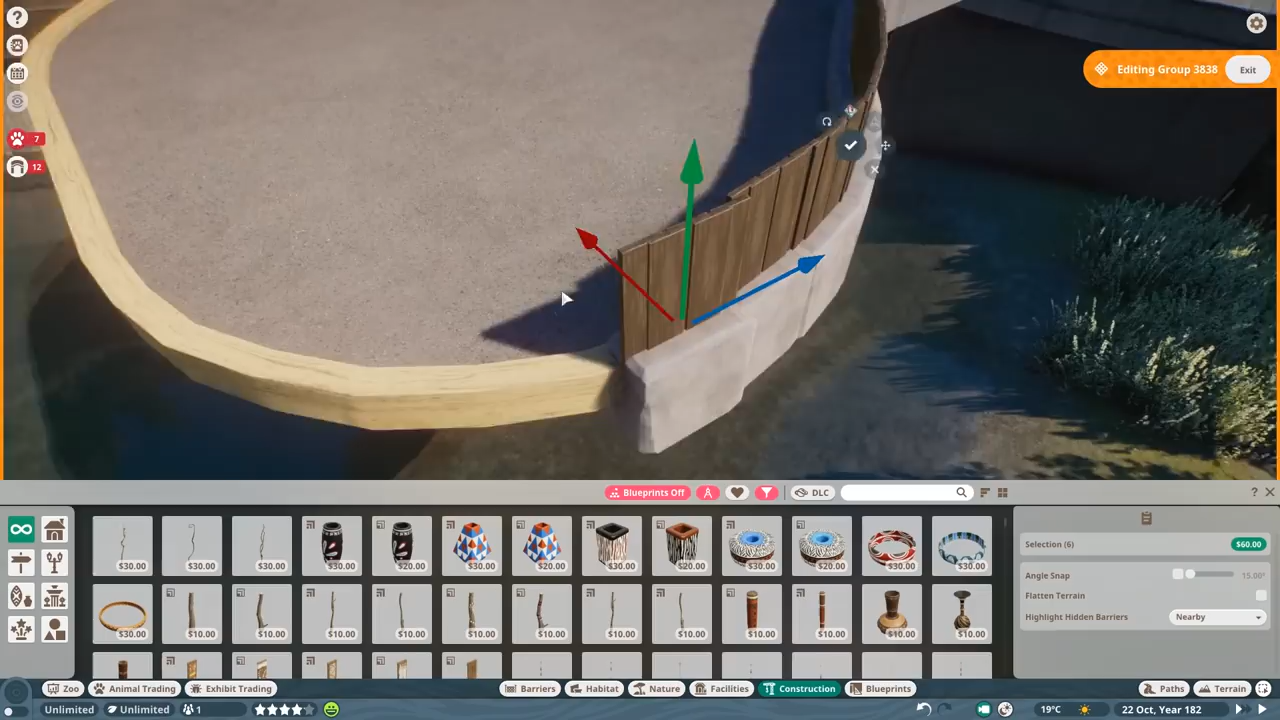 ?
Editing Group 3838 Exit
7
12
Blueprints Off DLC ? ×
$30.00 $30.00 $30.00 $30.00 $20.00 $30.00 $20.00 $30.00 $20.00 $30.00 $20.00 $30.00 $30.00
$30.00 $10.00 $10.00 $10.00 $10.00 $10.00 $10.00 $10.00 $10.00 $10.00 $10.00 $10.00 $10.00
Selection (6) $60.00
Angle Snap 15.00°
Flatten Terrain
Highlight Hidden Barriers Nearby
Zoo Animal Trading Exhibit Trading Barriers Habitat Nature Facilities Construction Blueprints Paths Terrain
Unlimited Unlimited 1 19°C 22 Oct, Year 182